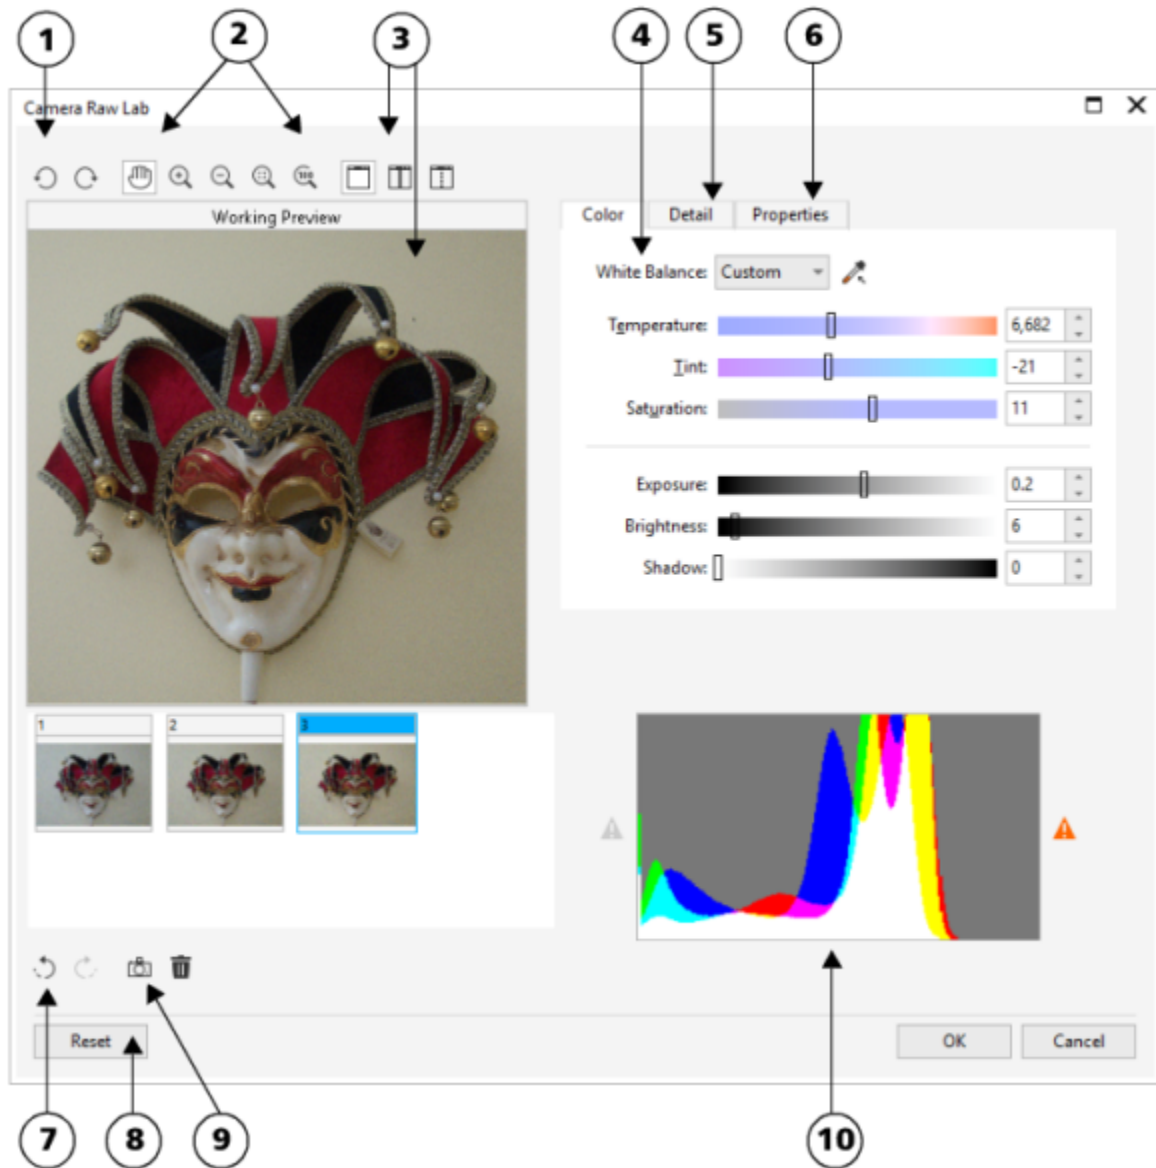 1 2 3 4 5 6
Camera Raw Lab
100
Working Preview
Color Detail Properties
White Balance: Custom
Temperature: 6,682
Tint: -21
Saturation: 11
Exposure: 0.2
Brightness: 6
Shadow: 0
1 2 3
Reset OK Cancel
7 8 9 10